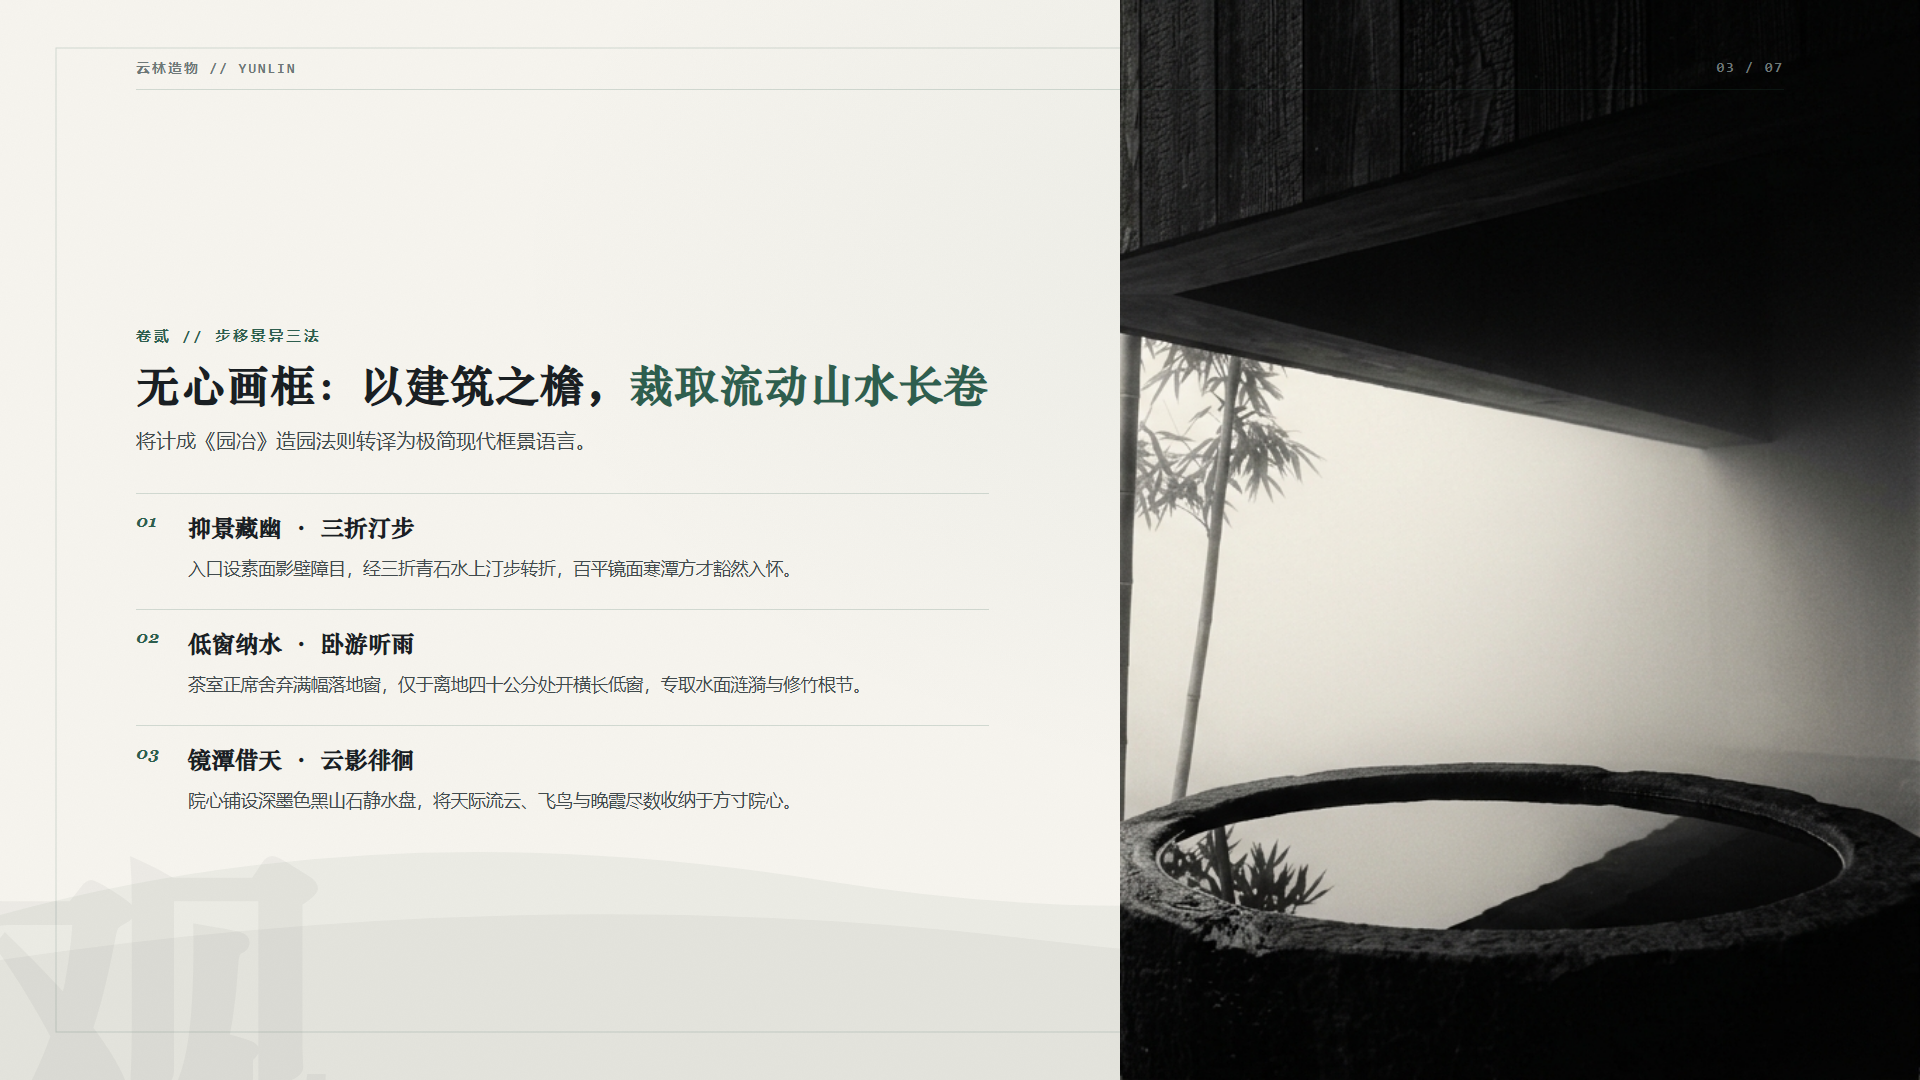 云林造物 // YUNLIN
03 / 07
卷贰 // 步移景异三法
无心画框：以建筑之檐，裁取流动山水长卷
将计成《园冶》造园法则转译为极简现代框景语言。
01 抑景藏幽 · 三折汀步
入口设素面影壁障目，经三折青石水上汀步转折，百平镜面寒潭方才豁然入怀。
02 低窗纳水 · 卧游听雨
茶室正席舍弃满幅落地窗，仅于离地四十公分处开横长低窗，专取水面涟漪与修竹根节。
03 镜潭借天 · 云影徘徊
院心铺设深墨色黑山石静水盘，将天际流云、飞鸟与晚霞尽数收纳于方寸院心。
观